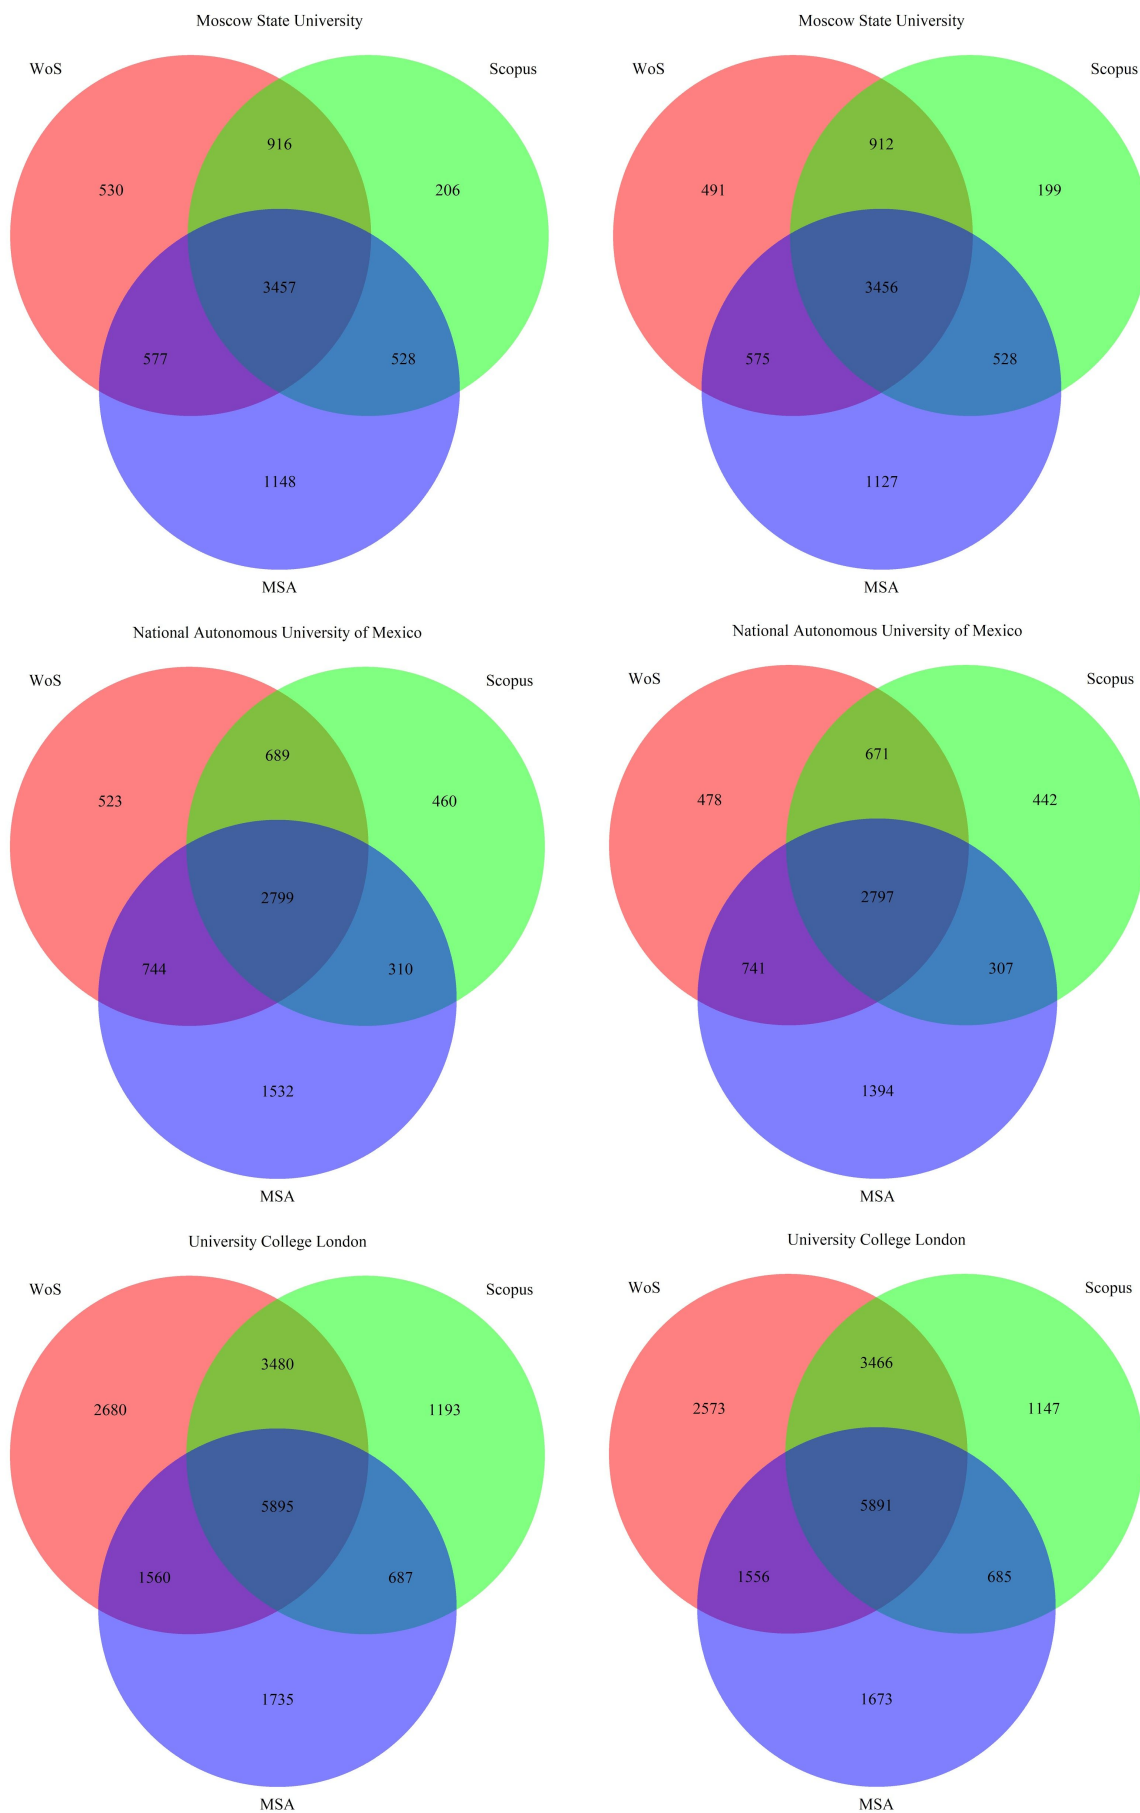 Moscow State University
WoS
Scopus
916
530
206
3457
577
528
1148
MSA
Moscow State University
WoS
Scopus
912
491
199
3456
575
528
1127
MSA
National Autonomous University of Mexico
WoS
Scopus
689
523
460
2799
744
310
1532
MSA
National Autonomous University of Mexico
WoS
Scopus
671
478
442
2797
741
307
1394
MSA
University College London
WoS
Scopus
3480
2680
1193
5895
1560
687
1735
MSA
University College London
WoS
Scopus
3466
2573
1147
5891
1556
685
1673
MSA